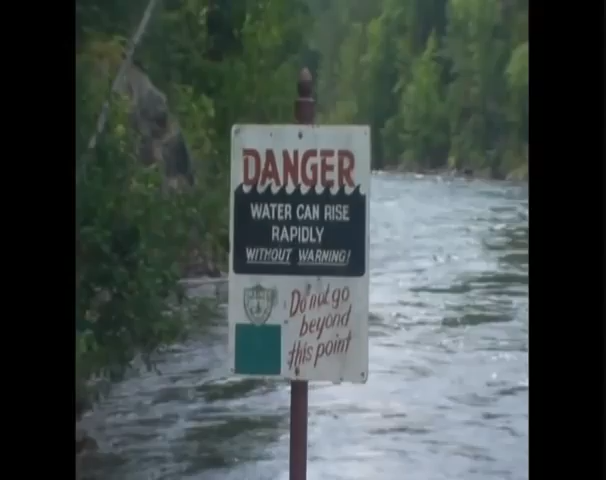 DANGER
WATER CAN RISE
RAPIDLY
WITHOUT WARNING!
Do not go
beyond
this point